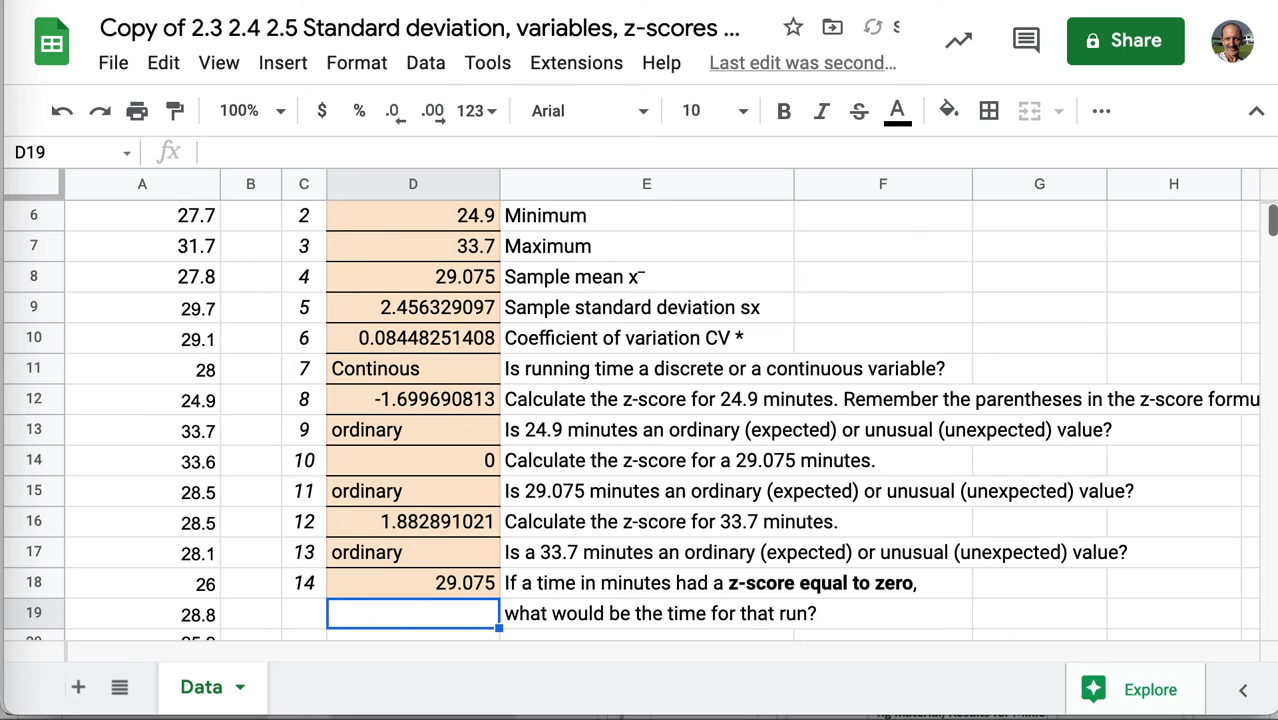 Copy of 2.3 2.4 2.5 Standard deviation, variables, z-scores ...
File Edit View Insert Format Data Tools Extensions Help Last edit was second...
Share
100% $ % .0 .00 123 Arial 10 B I S A ...
D19 fx
A B C D E F G H
6 27.7 2 24.9 Minimum
7 31.7 3 33.7 Maximum
8 27.8 4 29.075 Sample mean x¯
9 29.7 5 2.456329097 Sample standard deviation sx
10 29.1 6 0.08448251408 Coefficient of variation CV *
11 28 7 Continous Is running time a discrete or a continuous variable?
12 24.9 8 -1.699690813 Calculate the z-score for 24.9 minutes. Remember the parentheses in the z-score formu
13 33.7 9 ordinary Is 24.9 minutes an ordinary (expected) or unusual (unexpected) value?
14 33.6 10 0 Calculate the z-score for a 29.075 minutes.
15 28.5 11 ordinary Is 29.075 minutes an ordinary (expected) or unusual (unexpected) value?
16 28.5 12 1.882891021 Calculate the z-score for 33.7 minutes.
17 28.1 13 ordinary Is a 33.7 minutes an ordinary (expected) or unusual (unexpected) value?
18 26 14 29.075 If a time in minutes had a z-score equal to zero,
19 28.8 what would be the time for that run?
+ Data Explore